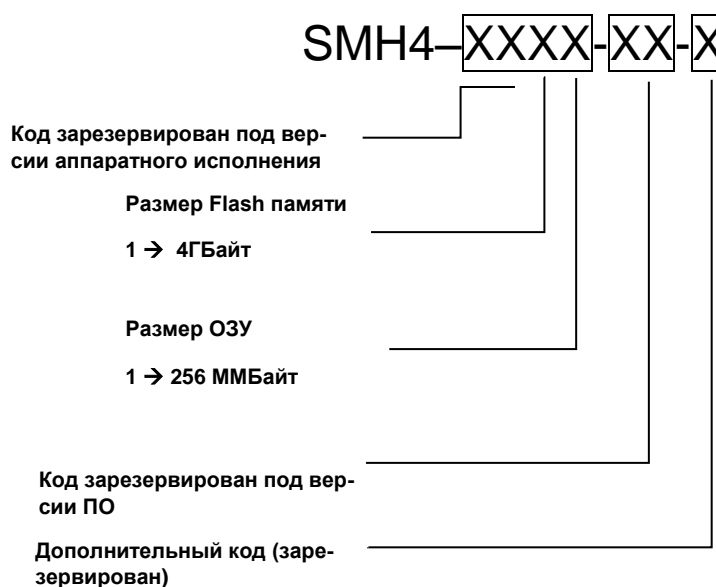 SMH4–XXXX-XX-X
Код зарезервирован под вер-
сии аппаратного исполнения
Размер Flash памяти
1 → 4ГБайт
Размер ОЗУ
1 → 256 ММБайт
Код зарезервирован под вер-
сии ПО
Дополнительный код (заре-
зервирован)